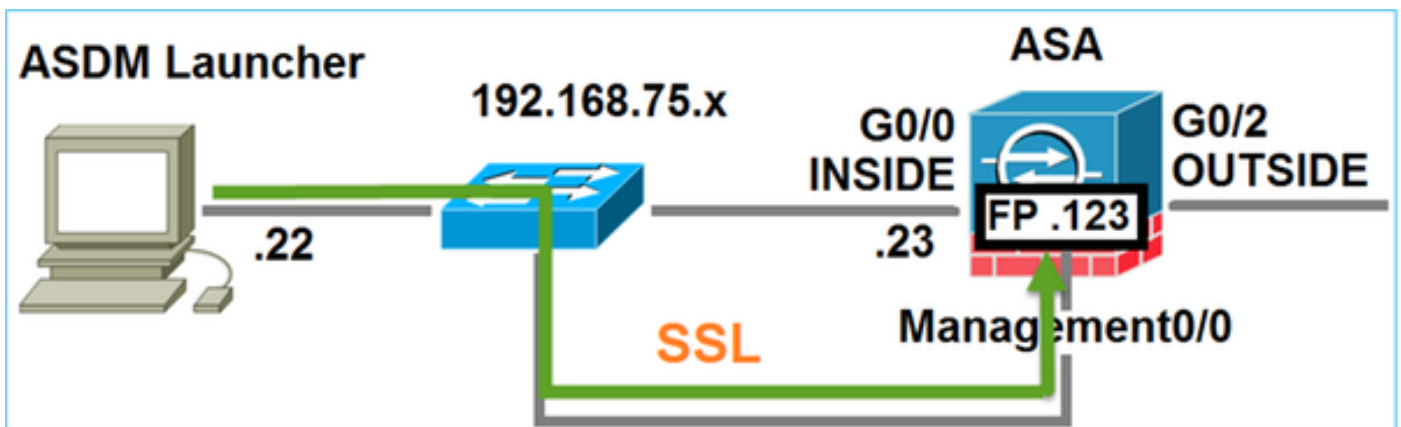 ASDM Launcher
192.168.75.x
ASA
G0/0
INSIDE
G0/2
OUTSIDE
FP .123
.22
.23
SSL
Management0/0